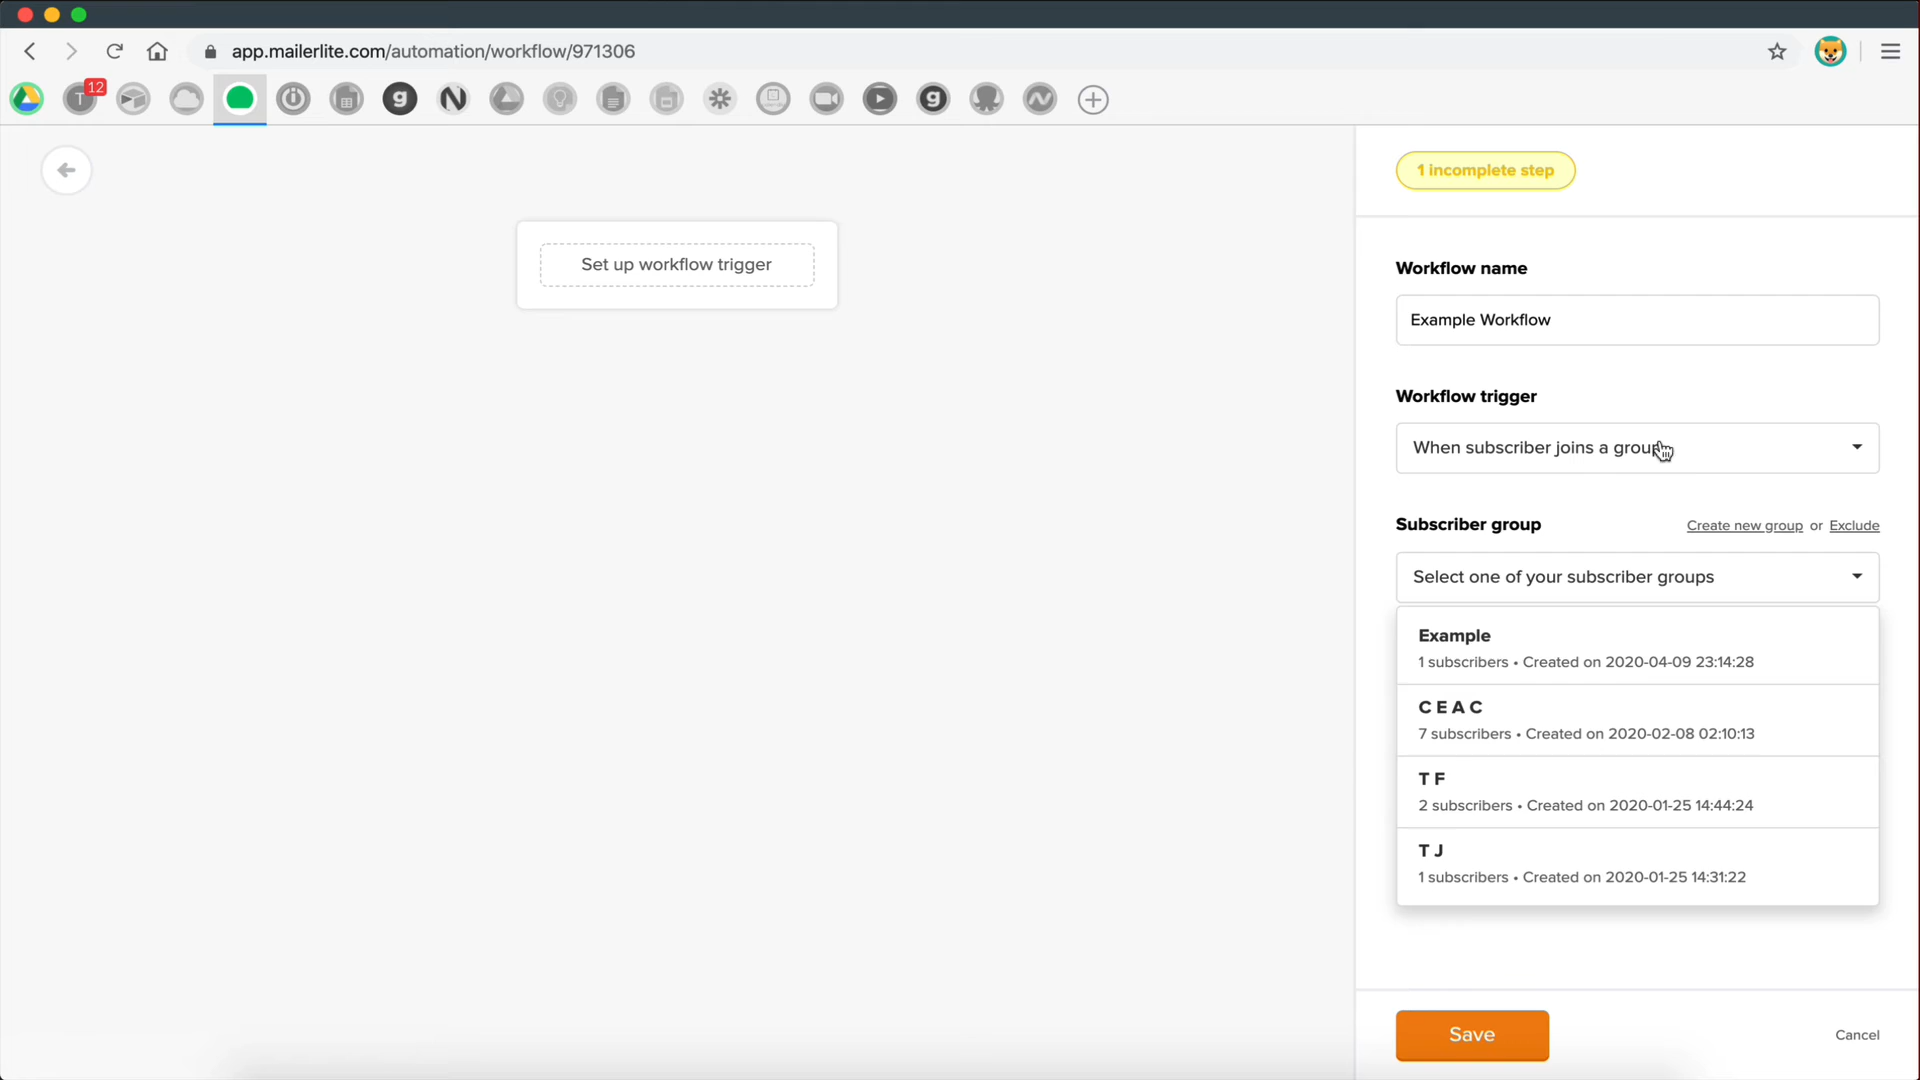 app.mailerlite.com/automation/workflow/971306
T
12
g
N
g
1 incomplete step
Set up workflow trigger
Workflow name
Example Workflow
Workflow trigger
When subscriber joins a group
Subscriber group
Create new group or Exclude
Select one of your subscriber groups
Example
1 subscribers • Created on 2020-04-09 23:14:28
C E A C
7 subscribers • Created on 2020-02-08 02:10:13
T F
2 subscribers • Created on 2020-01-25 14:44:24
T J
1 subscribers • Created on 2020-01-25 14:31:22
Save
Cancel